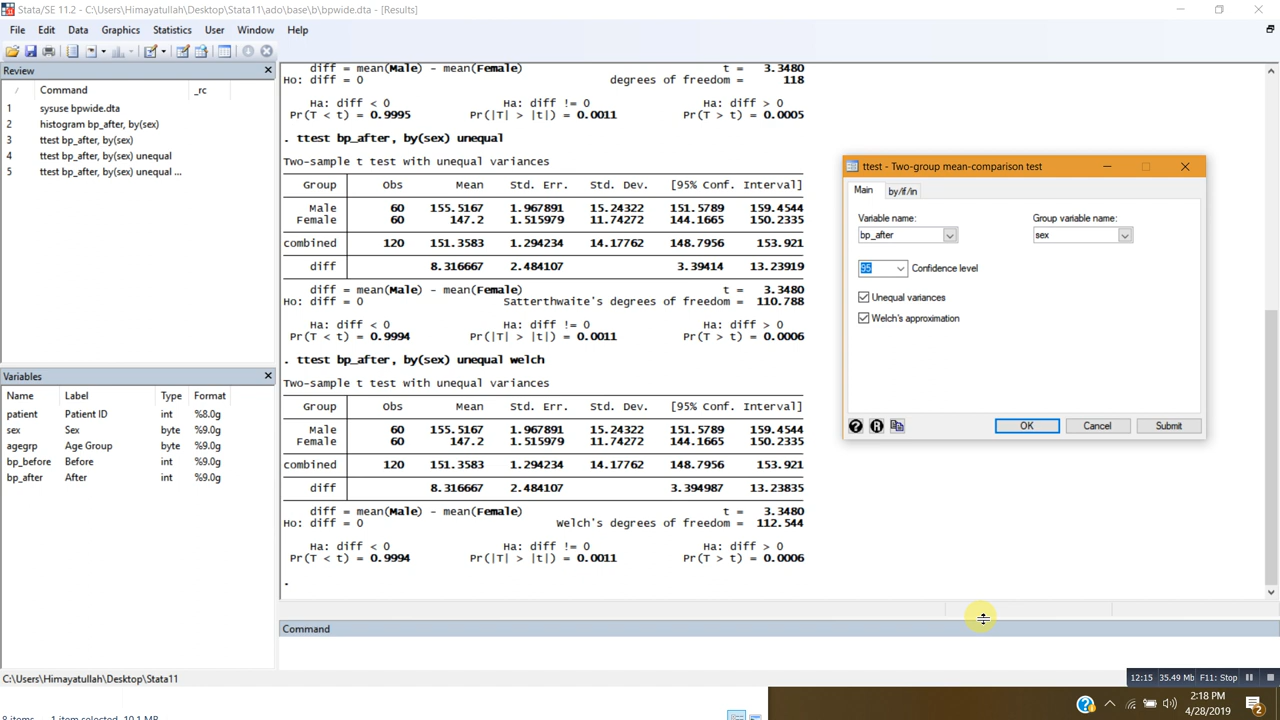 Stata/SE 11.2 - C:\Users\Himayatullah\Desktop\Stata11\ado\base\b\bpwide.dta - [Results]
File Edit Data Graphics Statistics User Window Help
Review
Command _rc
1 sysuse bpwide.dta
2 histogram bp_after, by(sex)
3 ttest bp_after, by(sex)
4 ttest bp_after, by(sex) unequal
5 ttest bp_after, by(sex) unequal ...
Variables
Name Label Type Format
patient Patient ID int %8.0g
sex Sex byte %9.0g
agegrp Age Group byte %9.0g
bp_before Before int %9.0g
bp_after After int %9.0g
diff = mean(Male) - mean(Female) t = 3.3480
Ho: diff = 0 degrees of freedom = 118
Ha: diff < 0 Ha: diff != 0 Ha: diff > 0
Pr(T < t) = 0.9995 Pr(|T| > |t|) = 0.0011 Pr(T > t) = 0.0005
. ttest bp_after, by(sex) unequal
Two-sample t test with unequal variances
Group Obs Mean Std. Err. Std. Dev. [95% Conf. Interval]
Male 60 155.5167 1.967891 15.24322 151.5789 159.4544
Female 60 147.2 1.515979 11.74272 144.1665 150.2335
combined 120 151.3583 1.294234 14.17762 148.7956 153.921
diff 8.316667 2.484107 3.39414 13.23919
diff = mean(Male) - mean(Female) t = 3.3480
Ho: diff = 0 Satterthwaite's degrees of freedom = 110.788
Ha: diff < 0 Ha: diff != 0 Ha: diff > 0
Pr(T < t) = 0.9994 Pr(|T| > |t|) = 0.0011 Pr(T > t) = 0.0006
. ttest bp_after, by(sex) unequal welch
Two-sample t test with unequal variances
Group Obs Mean Std. Err. Std. Dev. [95% Conf. Interval]
Male 60 155.5167 1.967891 15.24322 151.5789 159.4544
Female 60 147.2 1.515979 11.74272 144.1665 150.2335
combined 120 151.3583 1.294234 14.17762 148.7956 153.921
diff 8.316667 2.484107 3.394987 13.23835
diff = mean(Male) - mean(Female) t = 3.3480
Ho: diff = 0 Welch's degrees of freedom = 112.544
Ha: diff < 0 Ha: diff != 0 Ha: diff > 0
Pr(T < t) = 0.9994 Pr(|T| > |t|) = 0.0011 Pr(T > t) = 0.0006
.
ttest - Two-group mean-comparison test
Main by/if/in
Variable name: Group variable name:
bp_after sex
95 Confidence level
Unequal variances
Welch's approximation
OK Cancel Submit
Command
C:\Users\Himayatullah\Desktop\Stata11
12:15 35.49 Mb F11: Stop
2:18 PM
4/28/2019
2
8 items 1 item selected 10.1 MB